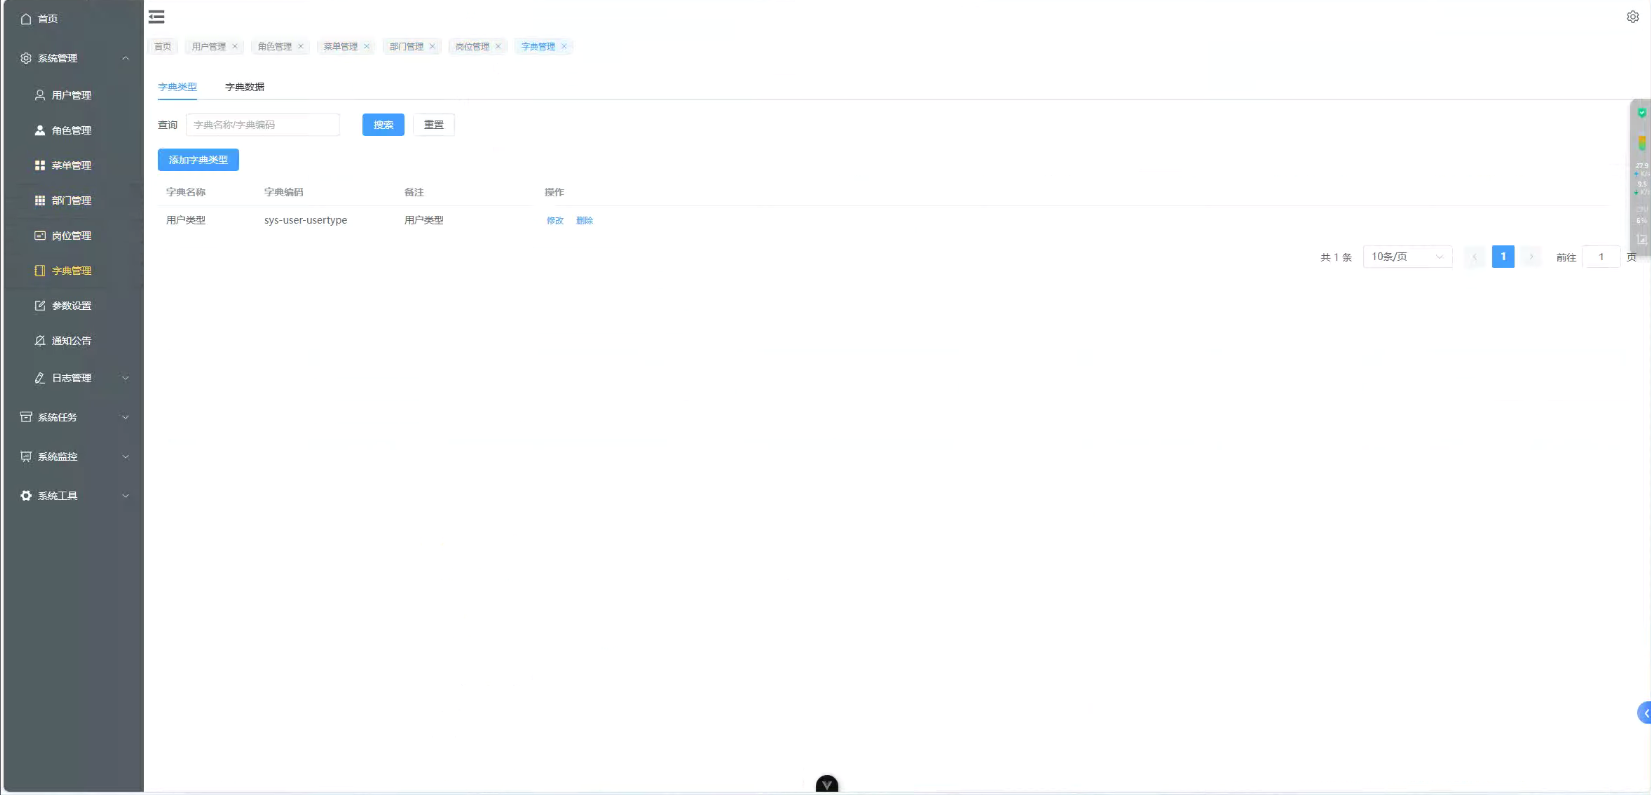 首页
系统管理
用户管理
角色管理
菜单管理
部门管理
岗位管理
字典管理
参数设置
通知公告
日志管理
系统任务
系统监控
系统工具
首页 用户管理 角色管理 菜单管理 部门管理 岗位管理 字典管理
字典类型 字典数据
查询 字典名称/字典编码 搜索 重置
添加字典类型
字典名称 字典编码 备注 操作
用户类型 sys-user-usertype 用户类型 修改 删除
共 1 条 10条/页 1 前往 1 页
CPU